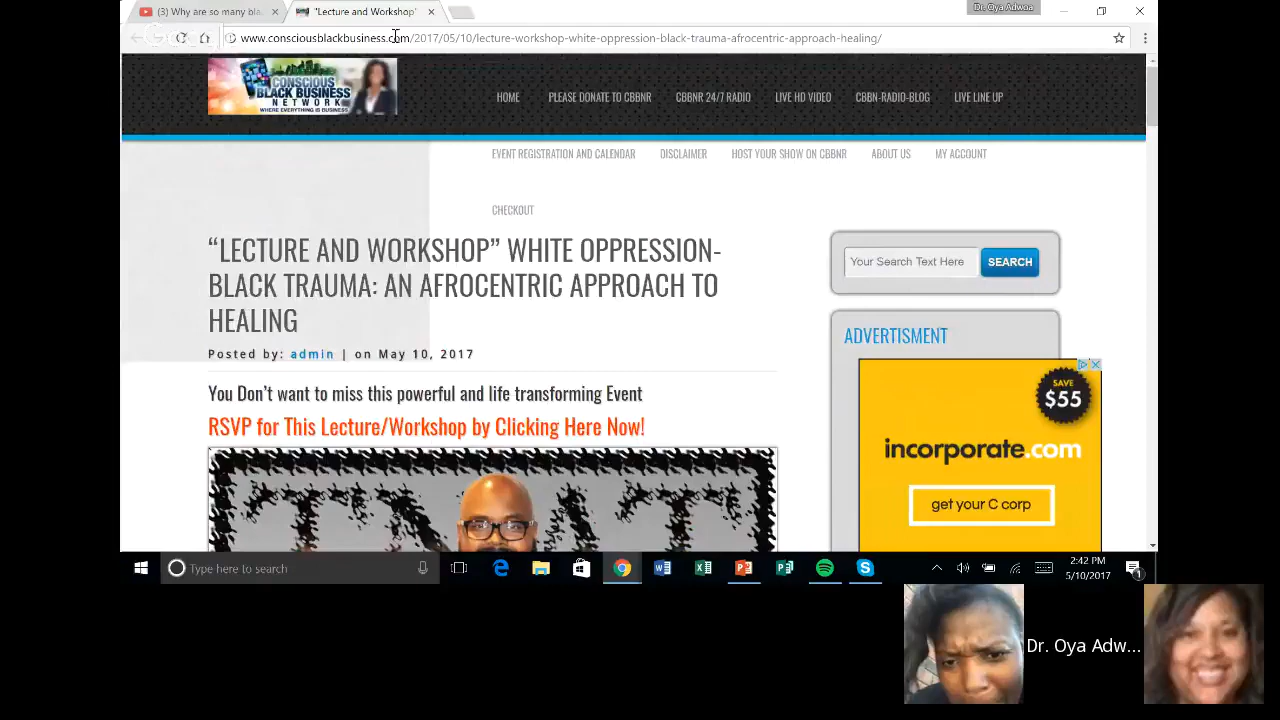 Dr. Oya Adwoa
(3) Why are so many blac
"Lecture and Workshop"
www.consciousblackbusiness.com/2017/05/10/lecture-workshop-white-oppression-black-trauma-afrocentric-approach-healing/
CONSCIOUS
BLACK BUSINESS
NETWORK
WHERE EVERYTHING IS BUSINESS
HOME PLEASE DONATE TO CBBNR CBBNR 24/7 RADIO LIVE HD VIDEO CBBN-RADIO-BLOG LIVE LINE UP
EVENT REGISTRATION AND CALENDAR DISCLAIMER HOST YOUR SHOW ON CBBNR ABOUT US MY ACCOUNT
CHECKOUT
“LECTURE AND WORKSHOP” WHITE OPPRESSION-
BLACK TRAUMA: AN AFROCENTRIC APPROACH TO
HEALING
Posted by: admin | on May 10, 2017
You Don’t want to miss this powerful and life transforming Event
RSVP for This Lecture/Workshop by Clicking Here Now!
Your Search Text Here SEARCH
ADVERTISMENT
SAVE
$55
incorporate.com
get your C corp
Type here to search
2:42 PM
5/10/2017
1
Dr. Oya Adw...